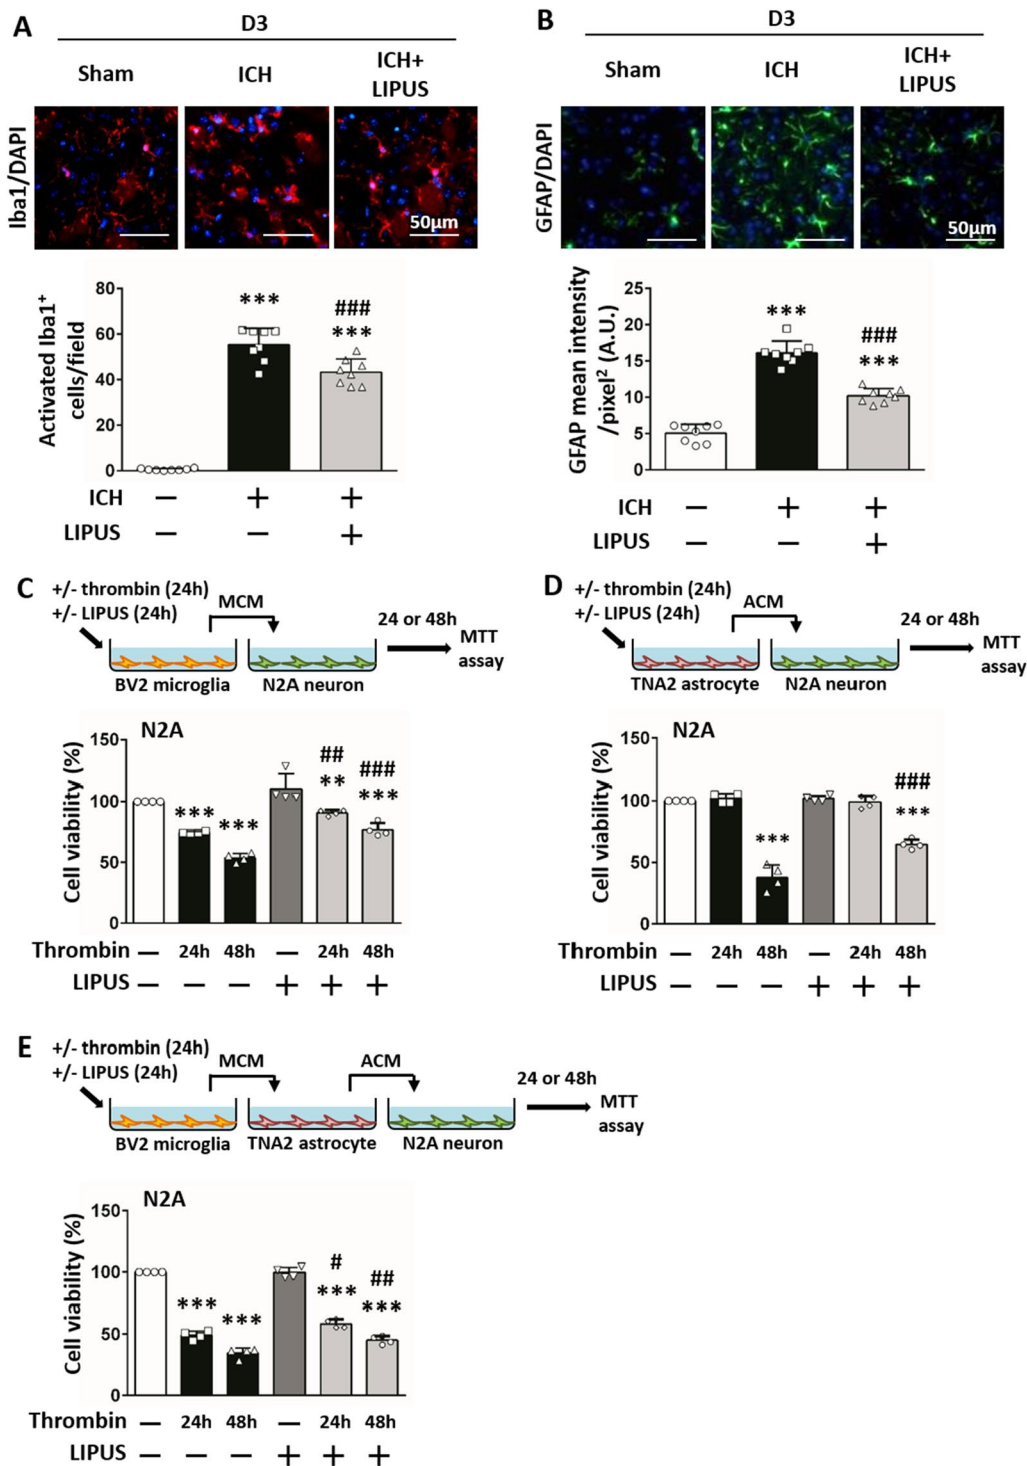 A
D3
Sham
ICH
ICH+
LIPUS
Iba1/DAPI
50μm
Activated Iba1+
cells/field
80
60
40
20
0
***
###
***
ICH — + +
LIPUS — — +
B
D3
Sham
ICH
ICH+
LIPUS
GFAP/DAPI
50μm
GFAP mean intensity
/pixel2 (A.U.)
25
20
15
10
5
0
***
###
***
ICH — + +
LIPUS — — +
C
+/- thrombin (24h)
+/- LIPUS (24h)
MCM
24 or 48h
MTT
assay
BV2 microglia
N2A neuron
N2A
Cell viability (%)
150
100
50
0
***
***
##
**
###
***
Thrombin — 24h 48h — 24h 48h
LIPUS — — — + + +
D
+/- thrombin (24h)
+/- LIPUS (24h)
ACM
24 or 48h
MTT
assay
TNA2 astrocyte
N2A neuron
N2A
Cell viability (%)
150
100
50
0
***
###
***
Thrombin — 24h 48h — 24h 48h
LIPUS — — — + + +
E
+/- thrombin (24h)
+/- LIPUS (24h)
MCM
ACM
24 or 48h
MTT
assay
BV2 microglia
TNA2 astrocyte
N2A neuron
N2A
Cell viability (%)
150
100
50
0
***
***
#
***
##
***
Thrombin — 24h 48h — 24h 48h
LIPUS — — — + + +